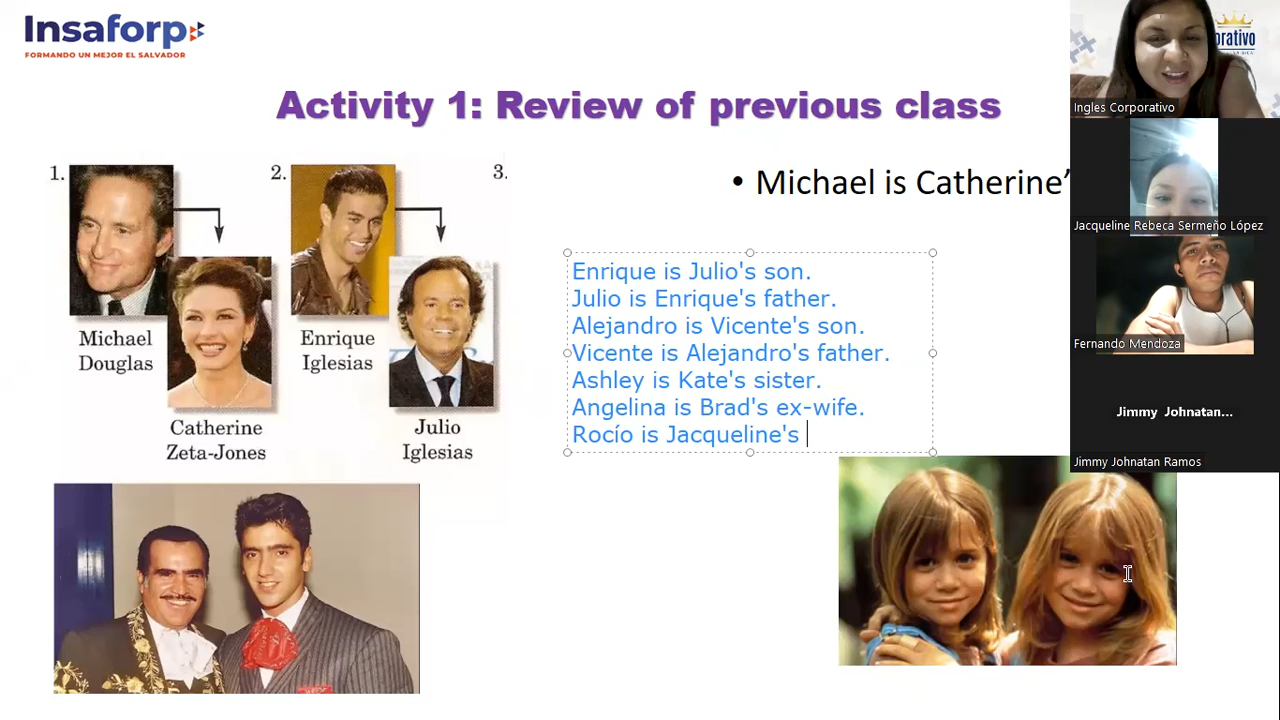 Insaforp
FORMANDO UN MEJOR EL SALVADOR
Activity 1: Review of previous class
1.
2.
3.
Michael
Douglas
Catherine
Zeta-Jones
Enrique
Iglesias
Julio
Iglesias
• Michael is Catherine'
Enrique is Julio's son.
Julio is Enrique's father.
Alejandro is Vicente's son.
Vicente is Alejandro's father.
Ashley is Kate's sister.
Angelina is Brad's ex-wife.
Rocío is Jacqueline's
orativo
Ingles Corporativo
Jacqueline Rebeca Sermeño López
Fernando Mendoza
Jimmy Johnatan...
Jimmy Johnatan Ramos